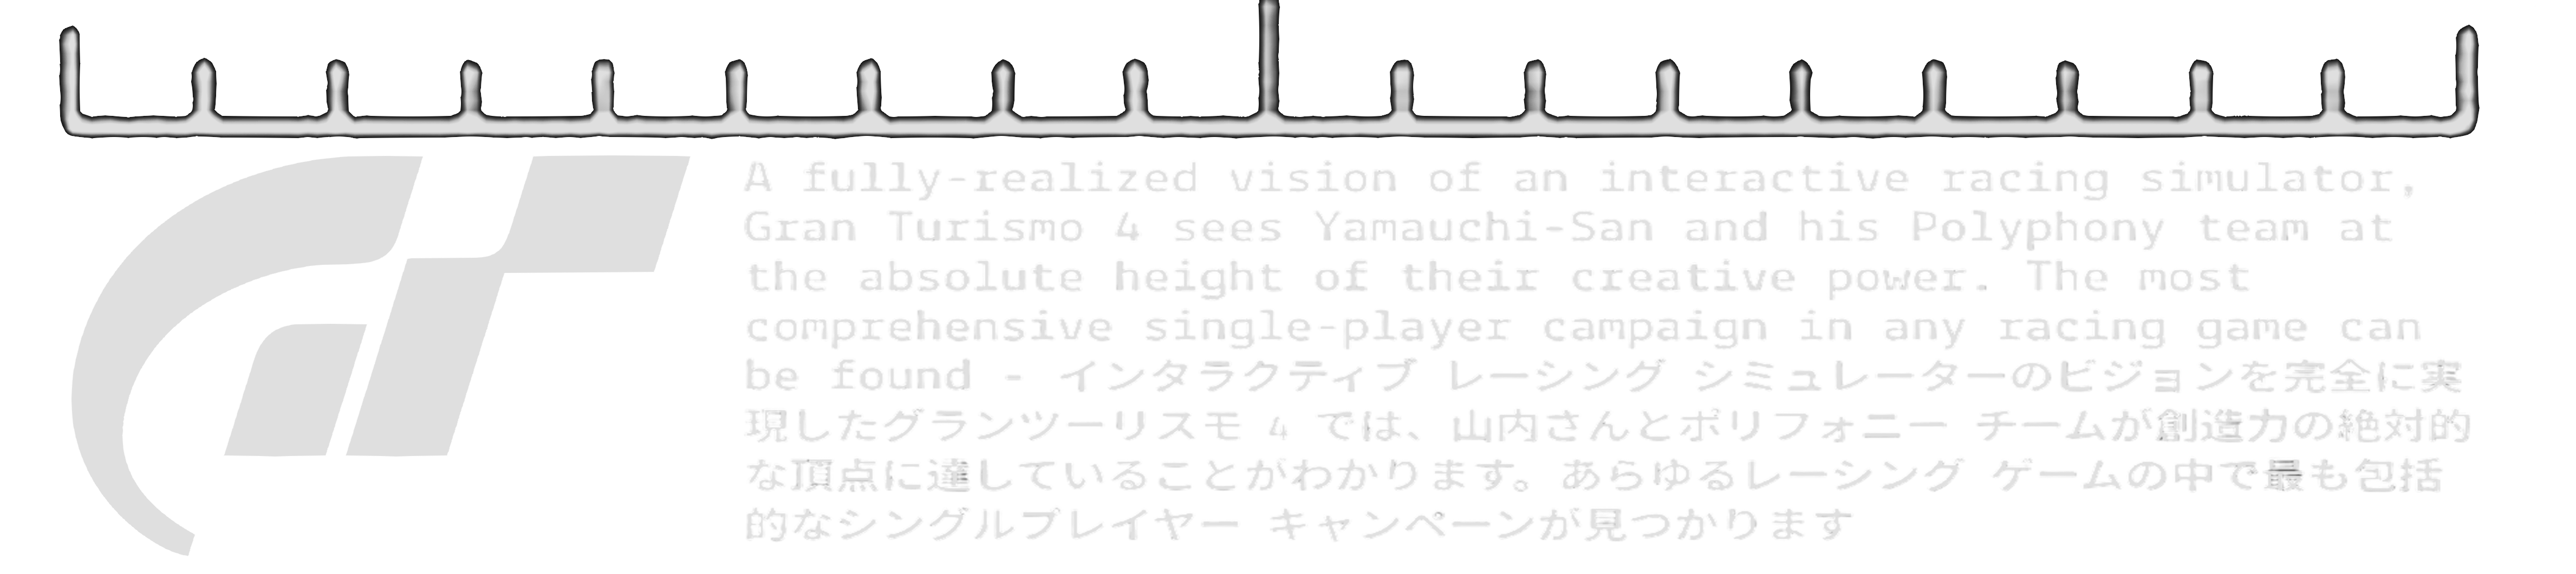 A fully-realized vision of an interactive racing simulator,
Gran Turismo 4 sees Yamauchi-San and his Polyphony team at
the absolute height of their creative power. The most
comprehensive single-player campaign in any racing game can
be found - インタラクティブ レーシング シミュレーターのビジョンを完全に実
現したグランツーリスモ 4 では、山内さんとポリフォニー チームが創造力の絶対的
な頂点に達していることがわかります。あらゆるレーシング ゲームの中で最も包括
的なシングルプレイヤー キャンペーンが見つかります